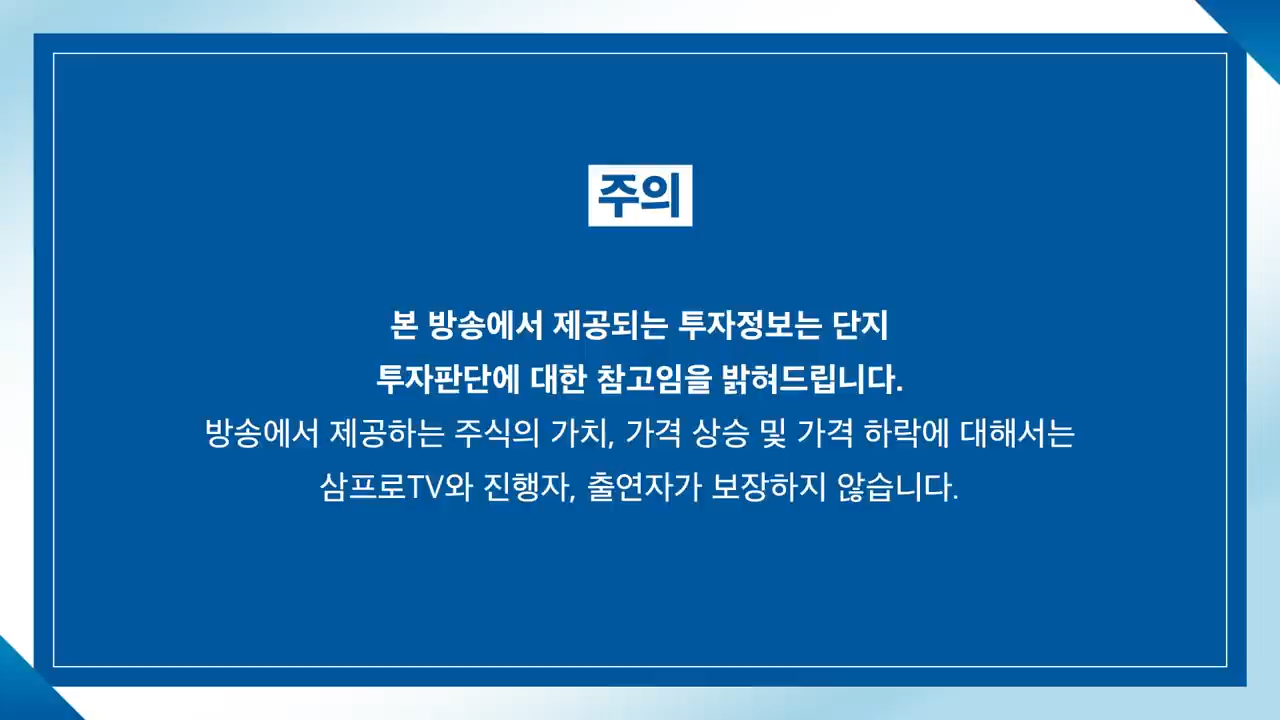 주의
본 방송에서 제공되는 투자정보는 단지
투자판단에 대한 참고임을 밝혀드립니다.
방송에서 제공하는 주식의 가치, 가격 상승 및 가격 하락에 대해서는
삼프로TV와 진행자, 출연자가 보장하지 않습니다.